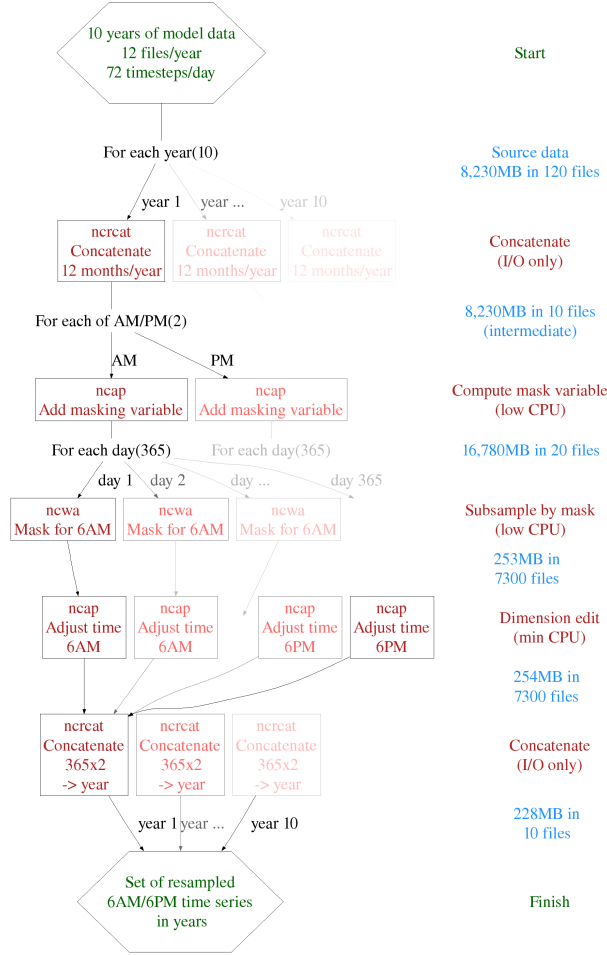 10 years of model data
12 files/year
72 timesteps/day
Start
For each year(10)
Source data
8,230MB in 120 files
year 1
year ...
year 10
ncrcat
Concatenate
12 months/year
ncrcat
Concatenate
12 months/year
ncrcat
Concatenate
12 months/year
Concatenate
(I/O only)
For each of AM/PM(2)
8,230MB in 10 files
(intermediate)
AM
PM
ncap
Add masking variable
ncap
Add masking variable
Compute mask variable
(low CPU)
For each day(365)
For each day(365)
16,780MB in 20 files
day 1
day 2
day ...
day 365
ncwa
Mask for 6AM
ncwa
Mask for 6AM
ncwa
Mask for 6AM
Subsample by mask
(low CPU)
253MB in
7300 files
ncap
Adjust time
6AM
ncap
Adjust time
6AM
ncap
Adjust time
6PM
ncap
Adjust time
6PM
Dimension edit
(min CPU)
254MB in
7300 files
ncrcat
Concatenate
365x2
-> year
ncrcat
Concatenate
365x2
-> year
ncrcat
Concatenate
365x2
-> year
Concatenate
(I/O only)
228MB in
10 files
year 1
year ...
year 10
Set of resampled
6AM/6PM time series
in years
Finish